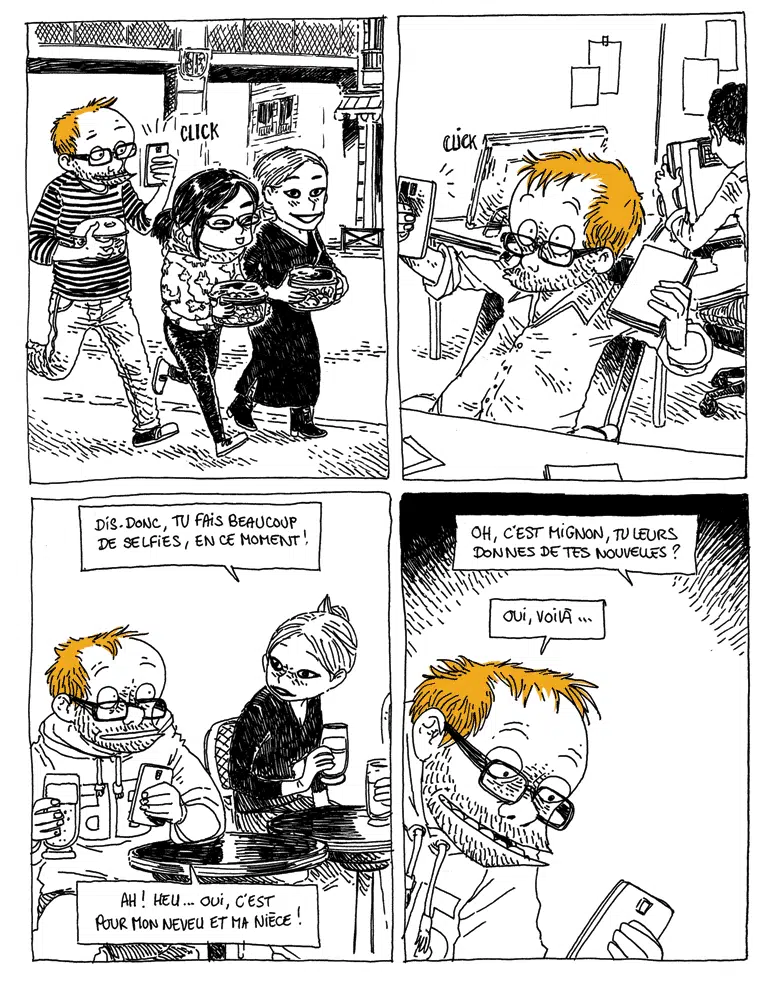 CLICK
CLICK
DIS-DONC, TU FAIS BEAUCOUP
DE SELFIES, EN CE MOMENT !
AH ! HEU... OUI, C'EST
POUR MON NEVEU ET MA NIÈCE !
OH, C'EST MIGNON, TU LEURS
DONNES DE TES NOUVELLES ?
OUI, VOILÀ ...